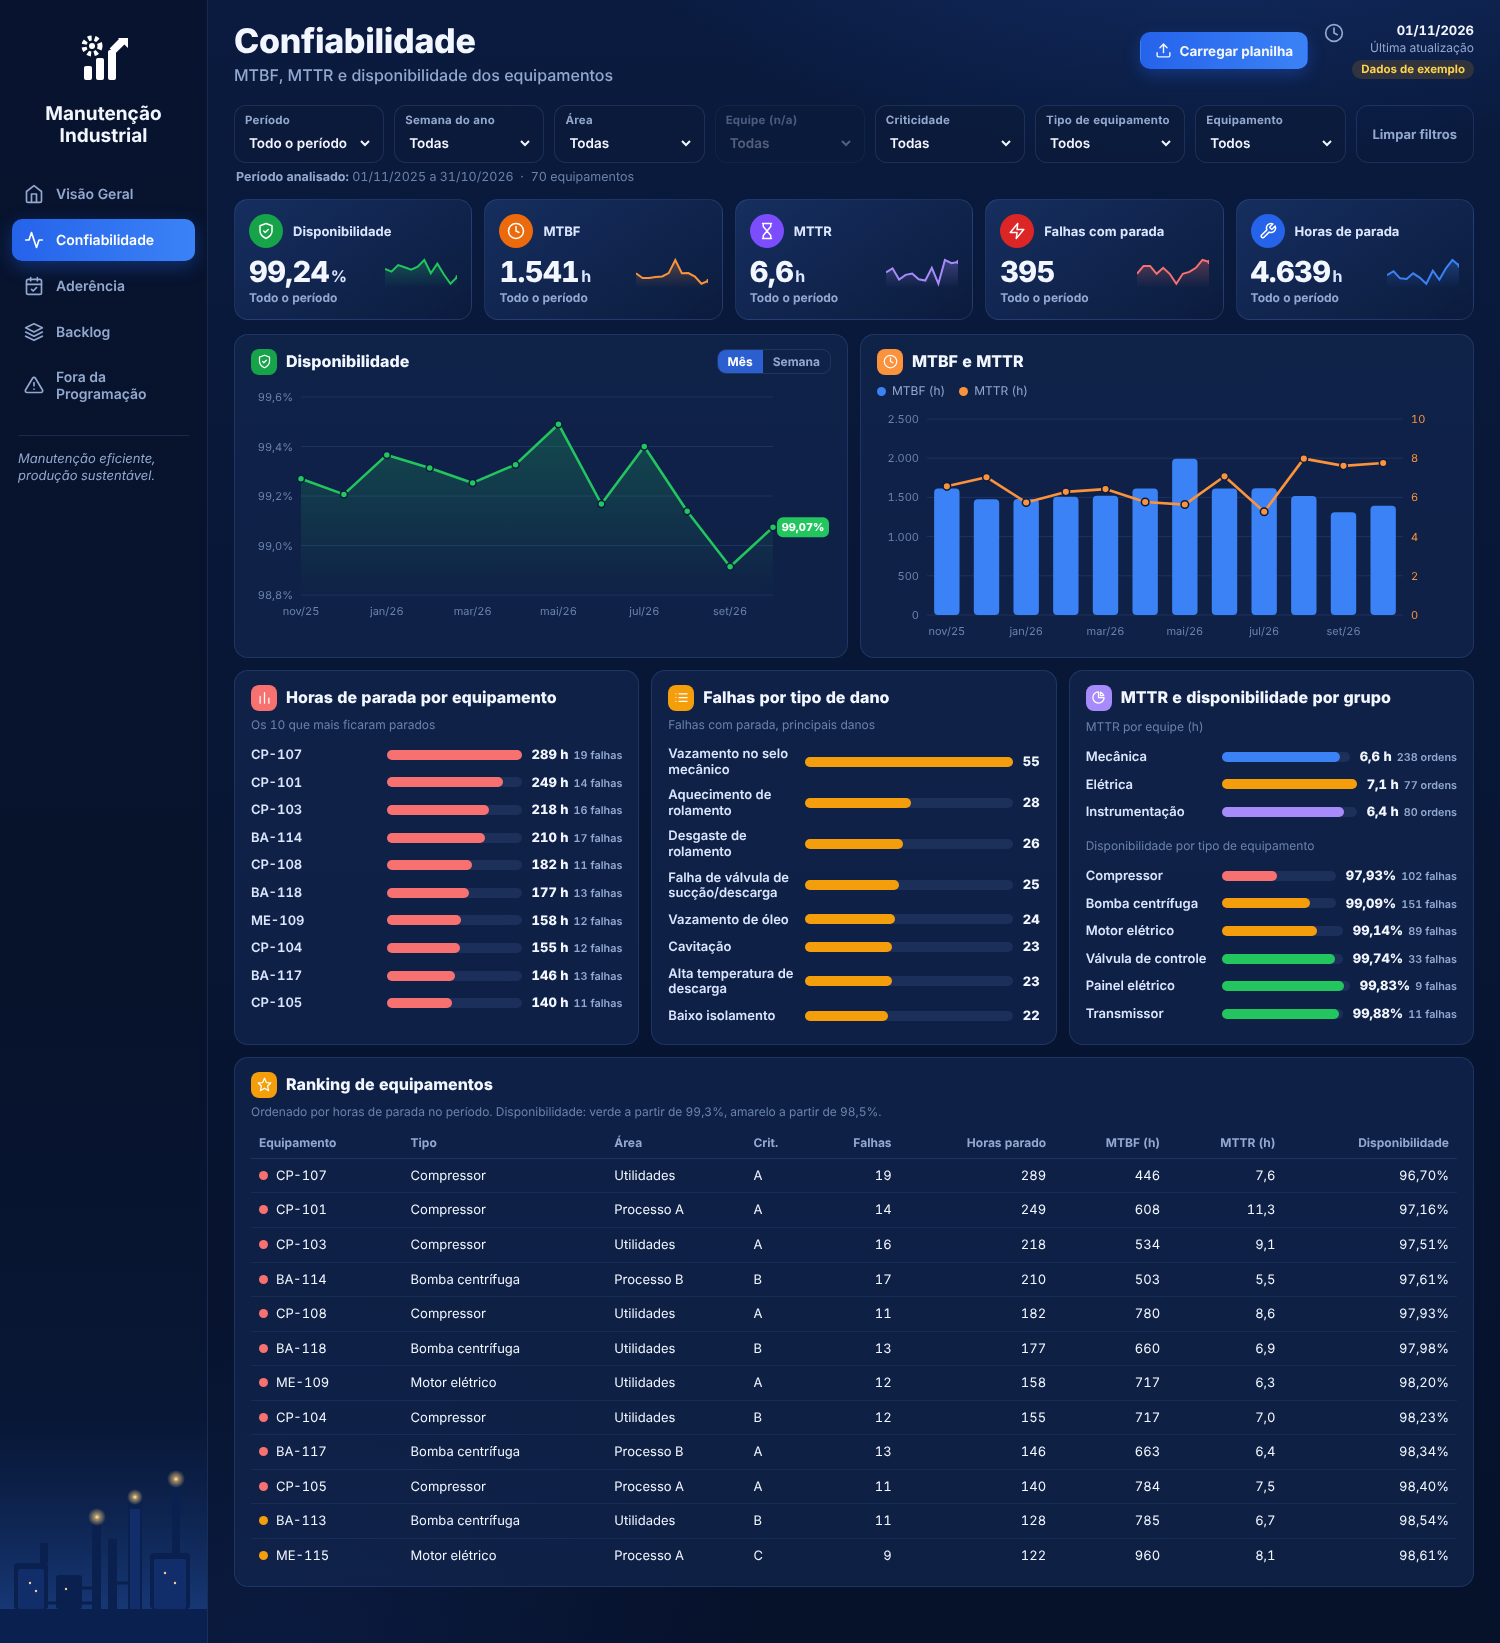 Manutenção
Industrial
Visão Geral
Confiabilidade
Aderência
Backlog
Fora da
Programação
Manutenção eficiente,
produção sustentável.
Confiabilidade
MTBF, MTTR e disponibilidade dos equipamentos
Carregar planilha
01/11/2026
Última atualização
Dados de exemplo
Período
Todo o período
Semana do ano
Todas
Área
Todas
Equipe (n/a)
Todas
Criticidade
Todas
Tipo de equipamento
Todos
Equipamento
Todos
Limpar filtros
Período analisado: 01/11/2025 a 31/10/2026 · 70 equipamentos
Disponibilidade
99,24%
Todo o período
MTBF
1.541h
Todo o período
MTTR
6,6h
Todo o período
Falhas com parada
395
Todo o período
Horas de parada
4.639h
Todo o período
Disponibilidade
Mês Semana
99,6%
99,4%
99,2%
99,0%
98,8%
99,07%
nov/25 jan/26 mar/26 mai/26 jul/26 set/26
MTBF e MTTR
MTBF (h) MTTR (h)
2.500 10
2.000 8
1.500 6
1.000 4
500 2
0 0
nov/25 jan/26 mar/26 mai/26 jul/26 set/26
Horas de parada por equipamento
Os 10 que mais ficaram parados
CP-107 289 h 19 falhas
CP-101 249 h 14 falhas
CP-103 218 h 16 falhas
BA-114 210 h 17 falhas
CP-108 182 h 11 falhas
BA-118 177 h 13 falhas
ME-109 158 h 12 falhas
CP-104 155 h 12 falhas
BA-117 146 h 13 falhas
CP-105 140 h 11 falhas
Falhas por tipo de dano
Falhas com parada, principais danos
Vazamento no selo
mecânico 55
Aquecimento de
rolamento 28
Desgaste de
rolamento 26
Falha de válvula de
sucção/descarga 25
Vazamento de óleo 24
Cavitação 23
Alta temperatura de
descarga 23
Baixo isolamento 22
MTTR e disponibilidade por grupo
MTTR por equipe (h)
Mecânica 6,6 h 238 ordens
Elétrica 7,1 h 77 ordens
Instrumentação 6,4 h 80 ordens
Disponibilidade por tipo de equipamento
Compressor 97,93% 102 falhas
Bomba centrífuga 99,09% 151 falhas
Motor elétrico 99,14% 89 falhas
Válvula de controle 99,74% 33 falhas
Painel elétrico 99,83% 9 falhas
Transmissor 99,88% 11 falhas
Ranking de equipamentos
Ordenado por horas de parada no período. Disponibilidade: verde a partir de 99,3%, amarelo a partir de 98,5%.
Equipamento Tipo Área Crit. Falhas Horas parado MTBF (h) MTTR (h) Disponibilidade
CP-107 Compressor Utilidades A 19 289 446 7,6 96,70%
CP-101 Compressor Processo A A 14 249 608 11,3 97,16%
CP-103 Compressor Utilidades A 16 218 534 9,1 97,51%
BA-114 Bomba centrífuga Processo B B 17 210 503 5,5 97,61%
CP-108 Compressor Utilidades A 11 182 780 8,6 97,93%
BA-118 Bomba centrífuga Utilidades B 13 177 660 6,9 97,98%
ME-109 Motor elétrico Utilidades A 12 158 717 6,3 98,20%
CP-104 Compressor Utilidades B 12 155 717 7,0 98,23%
BA-117 Bomba centrífuga Processo B A 13 146 663 6,4 98,34%
CP-105 Compressor Processo A A 11 140 784 7,5 98,40%
BA-113 Bomba centrífuga Utilidades B 11 128 785 6,7 98,54%
ME-115 Motor elétrico Processo A C 9 122 960 8,1 98,61%